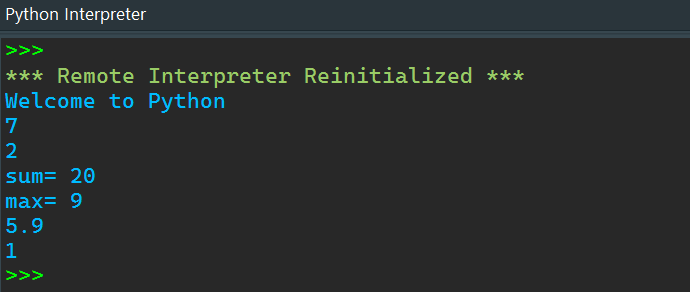 Python Interpreter
>>>
*** Remote Interpreter Reinitialized ***
Welcome to Python
7
2
sum= 20
max= 9
5.9
1
>>>